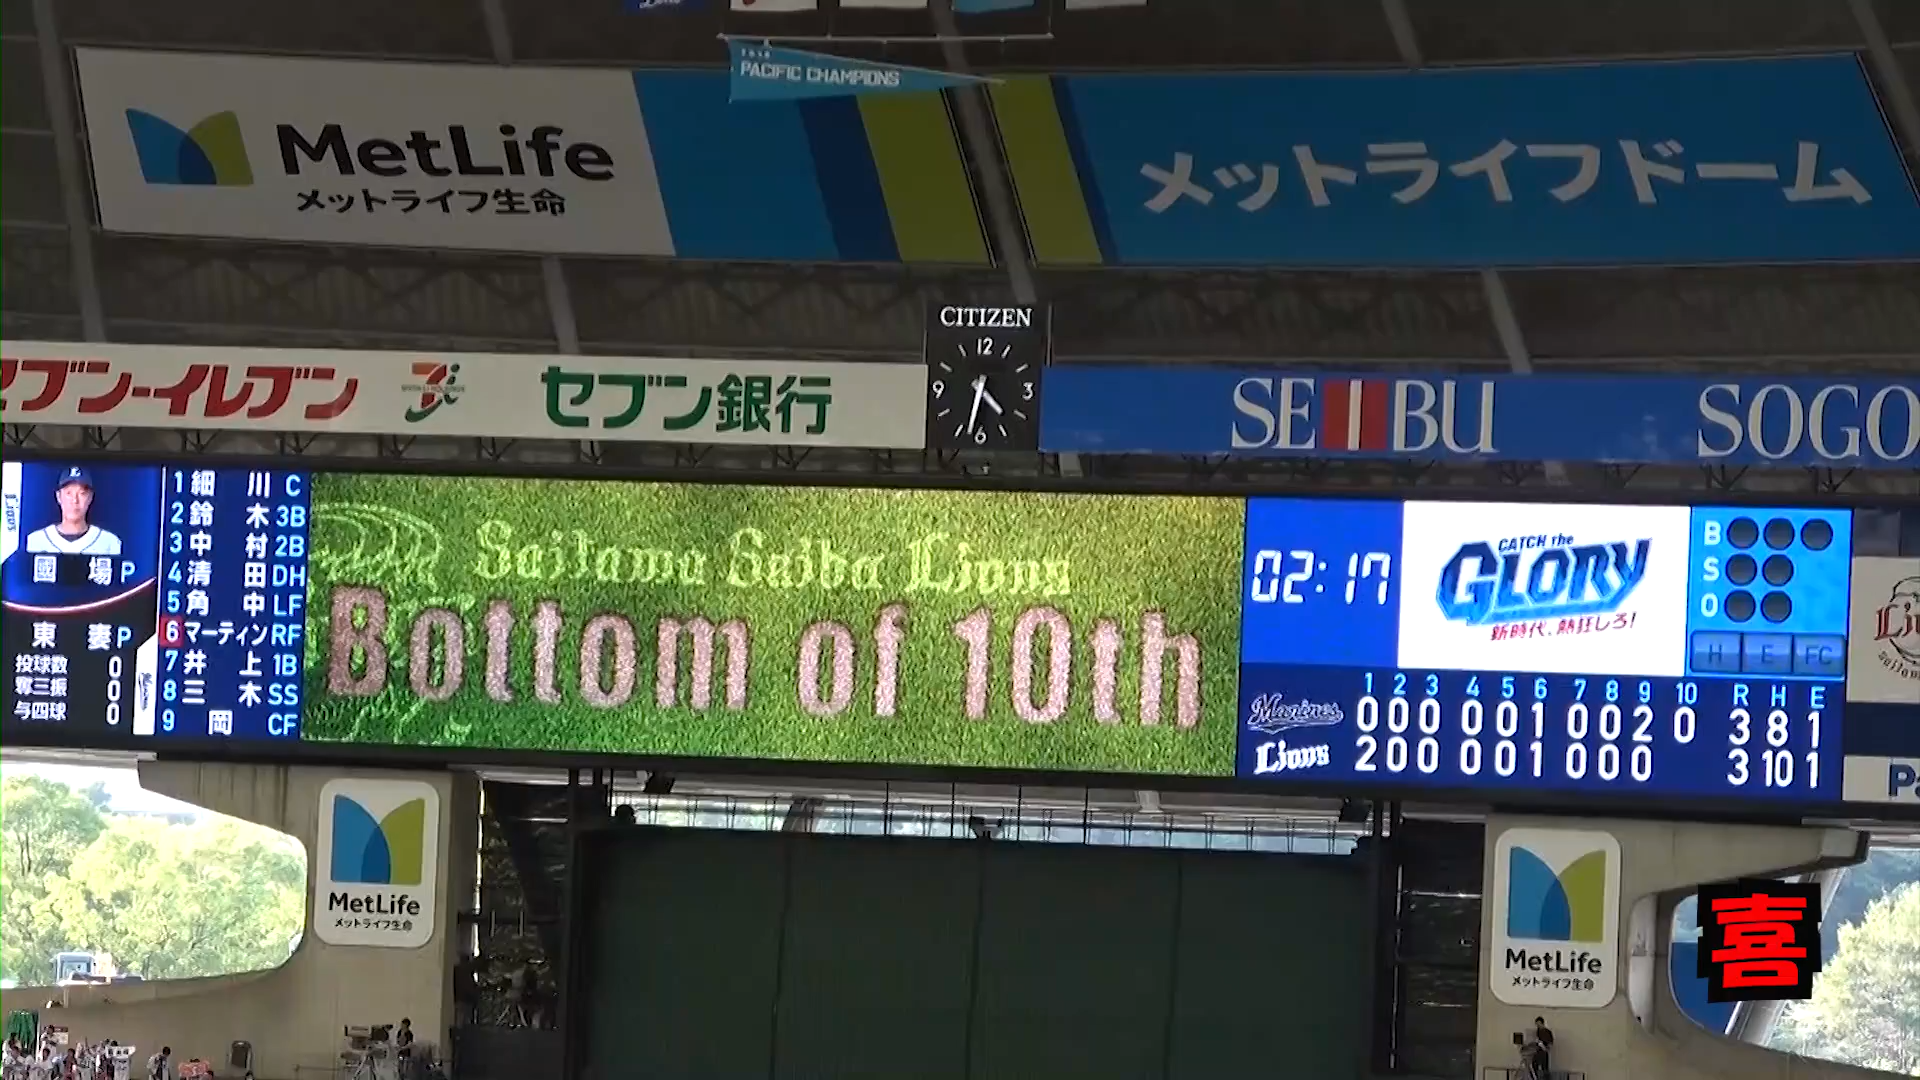 PACIFIC CHAMPIONS
MetLife
メットライフ生命
メットライフドーム
CITIZEN
12
9 3
6
セブン-イレブン
セブン銀行
SEIBU
SOGO
國場P
東妻P
投球数 0
奪三振 0
与四球 0
1 細川 C
2 鈴木 3B
3 中村 2B
4 清田 DH
5 角中 LF
6 マーティン RF
7 井上 1B
8 三木 SS
9 岡 CF
Saitama Seibu Lions
Bottom of 10th
02:17
CATCH the
GLORY
新時代、熱狂しろ!
B
S
O
H E FC
1 2 3 4 5 6 7 8 9 10 R H E
Marines 0 0 0 0 0 1 0 0 2 0 3 8 1
Lions 2 0 0 0 0 1 0 0 0 3 10 1
MetLife
メットライフ生命
MetLife
メットライフ生命
喜